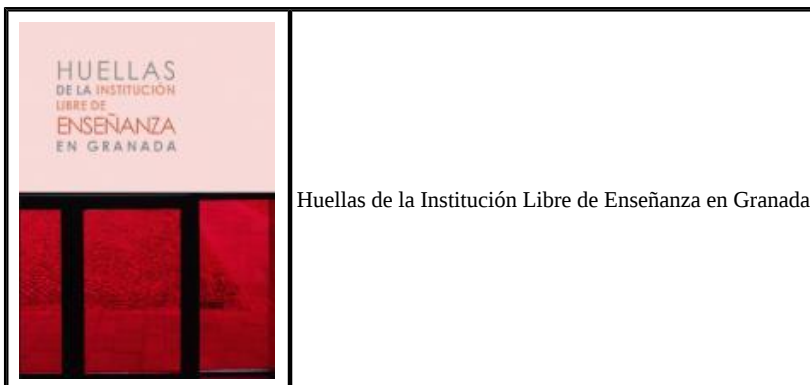 HUELLAS
DE LA INSTITUCIÓN
LIBRE DE
ENSEÑANZA
EN GRANADA
Huellas de la Institución Libre de Enseñanza en Granada